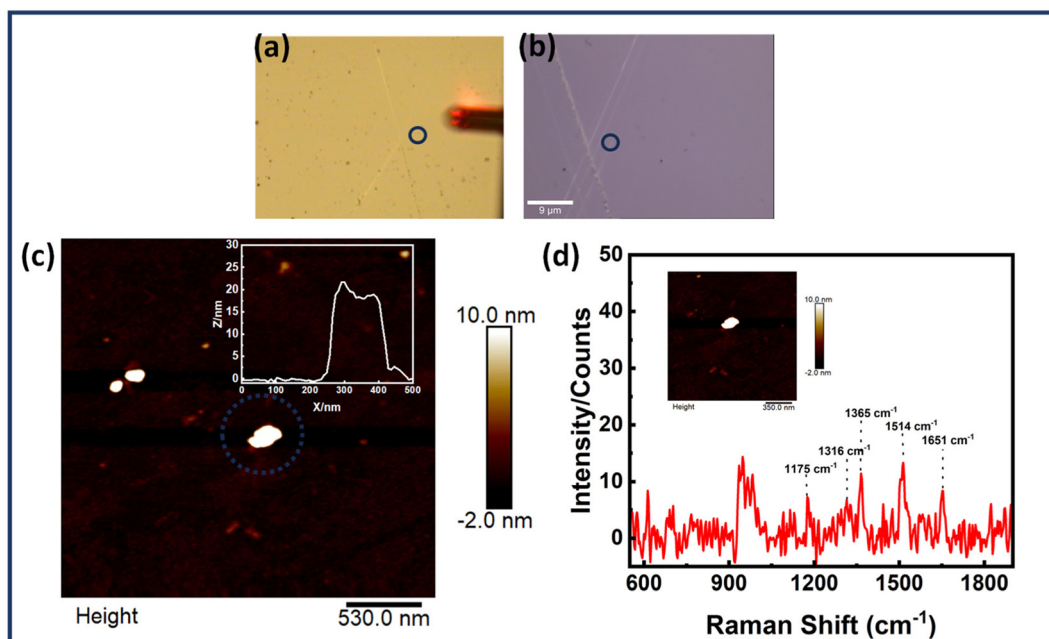 (a)
(b)
9 µm
(c)
30
25
20
15
10
5
0
Z/nm
0 100 200 300 400 500
X/nm
10.0 nm
-2.0 nm
Height
530.0 nm
(d)
50
40
30
20
10
0
Intensity/Counts
10.0 nm
-2.0 nm
Height
350.0 nm
1175 cm⁻¹
1316 cm⁻¹
1365 cm⁻¹
1514 cm⁻¹
1651 cm⁻¹
600 900 1200 1500 1800
Raman Shift (cm⁻¹)